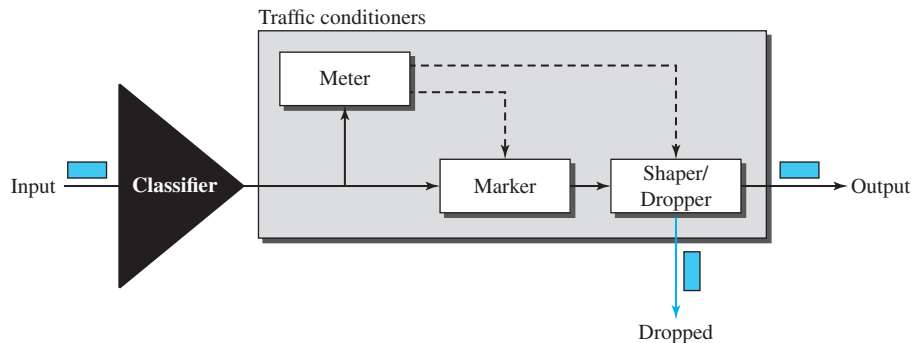 Traffic conditioners
Meter
Input
Classifier
Marker
Shaper/
Dropper
Output
Dropped